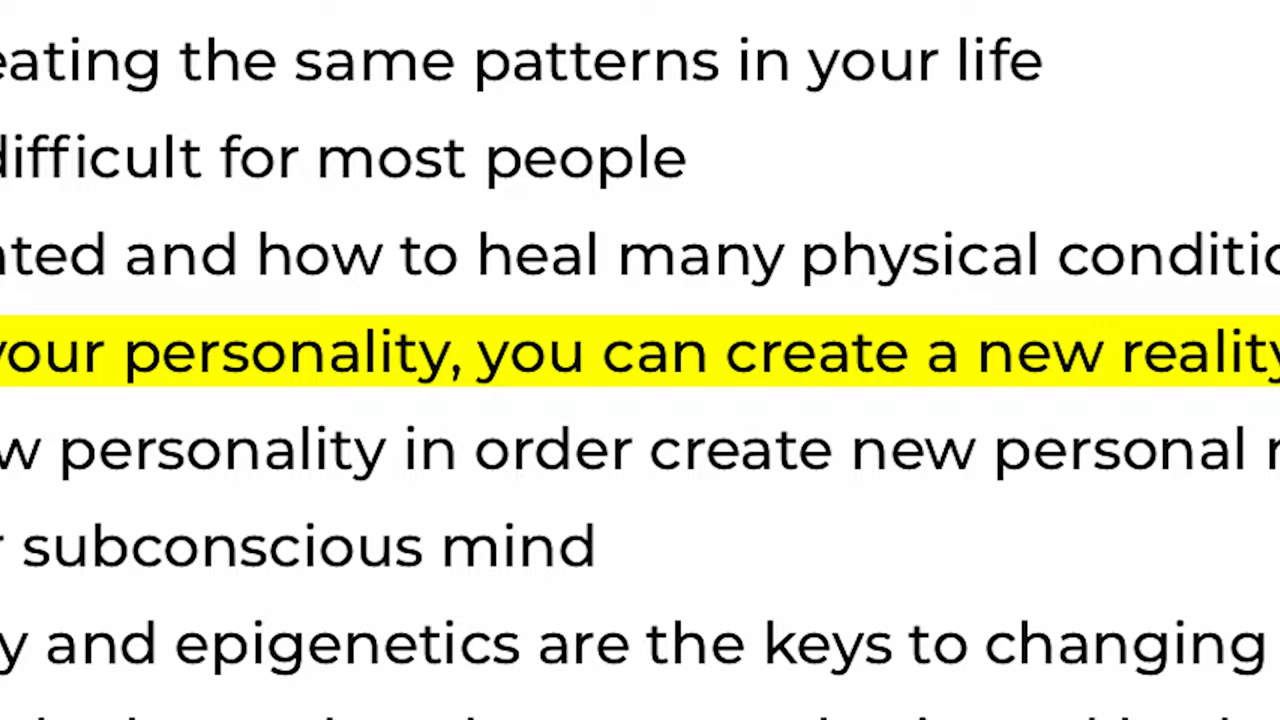 eating the same patterns in your life
difficult for most people
ated and how to heal many physical conditio
your personality, you can create a new reality
w personality in order create new personal r
r subconscious mind
y and epigenetics are the keys to changing